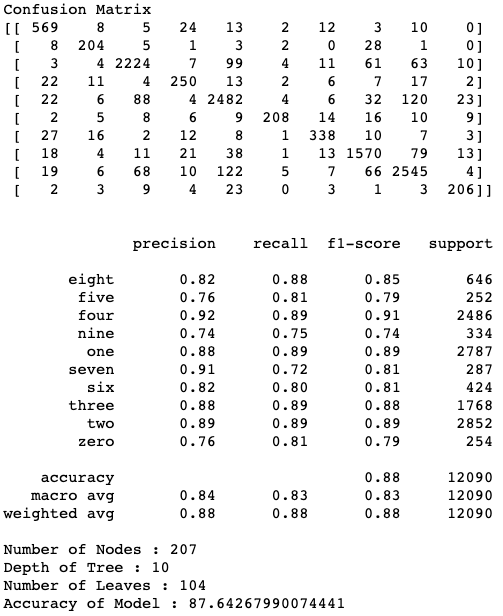 Confusion Matrix
[[ 569 8 5 24 13 2 12 3 10 0]
[ 8 204 5 1 3 2 0 28 1 0]
[ 3 4 2224 7 99 4 11 61 63 10]
[ 22 11 4 250 13 2 6 7 17 2]
[ 22 6 88 4 2482 4 6 32 120 23]
[ 2 5 8 6 9 208 14 16 10 9]
[ 27 16 2 12 8 1 338 10 7 3]
[ 18 4 11 21 38 1 13 1570 79 13]
[ 19 6 68 10 122 5 7 66 2545 4]
[ 2 3 9 4 23 0 3 1 3 206]]
precision recall f1-score support
eight 0.82 0.88 0.85 646
five 0.76 0.81 0.79 252
four 0.92 0.89 0.91 2486
nine 0.74 0.75 0.74 334
one 0.88 0.89 0.89 2787
seven 0.91 0.72 0.81 287
six 0.82 0.80 0.81 424
three 0.88 0.89 0.88 1768
two 0.89 0.89 0.89 2852
zero 0.76 0.81 0.79 254
accuracy 0.88 12090
macro avg 0.84 0.83 0.83 12090
weighted avg 0.88 0.88 0.88 12090
Number of Nodes : 207
Depth of Tree : 10
Number of Leaves : 104
Accuracy of Model : 87.64267990074441